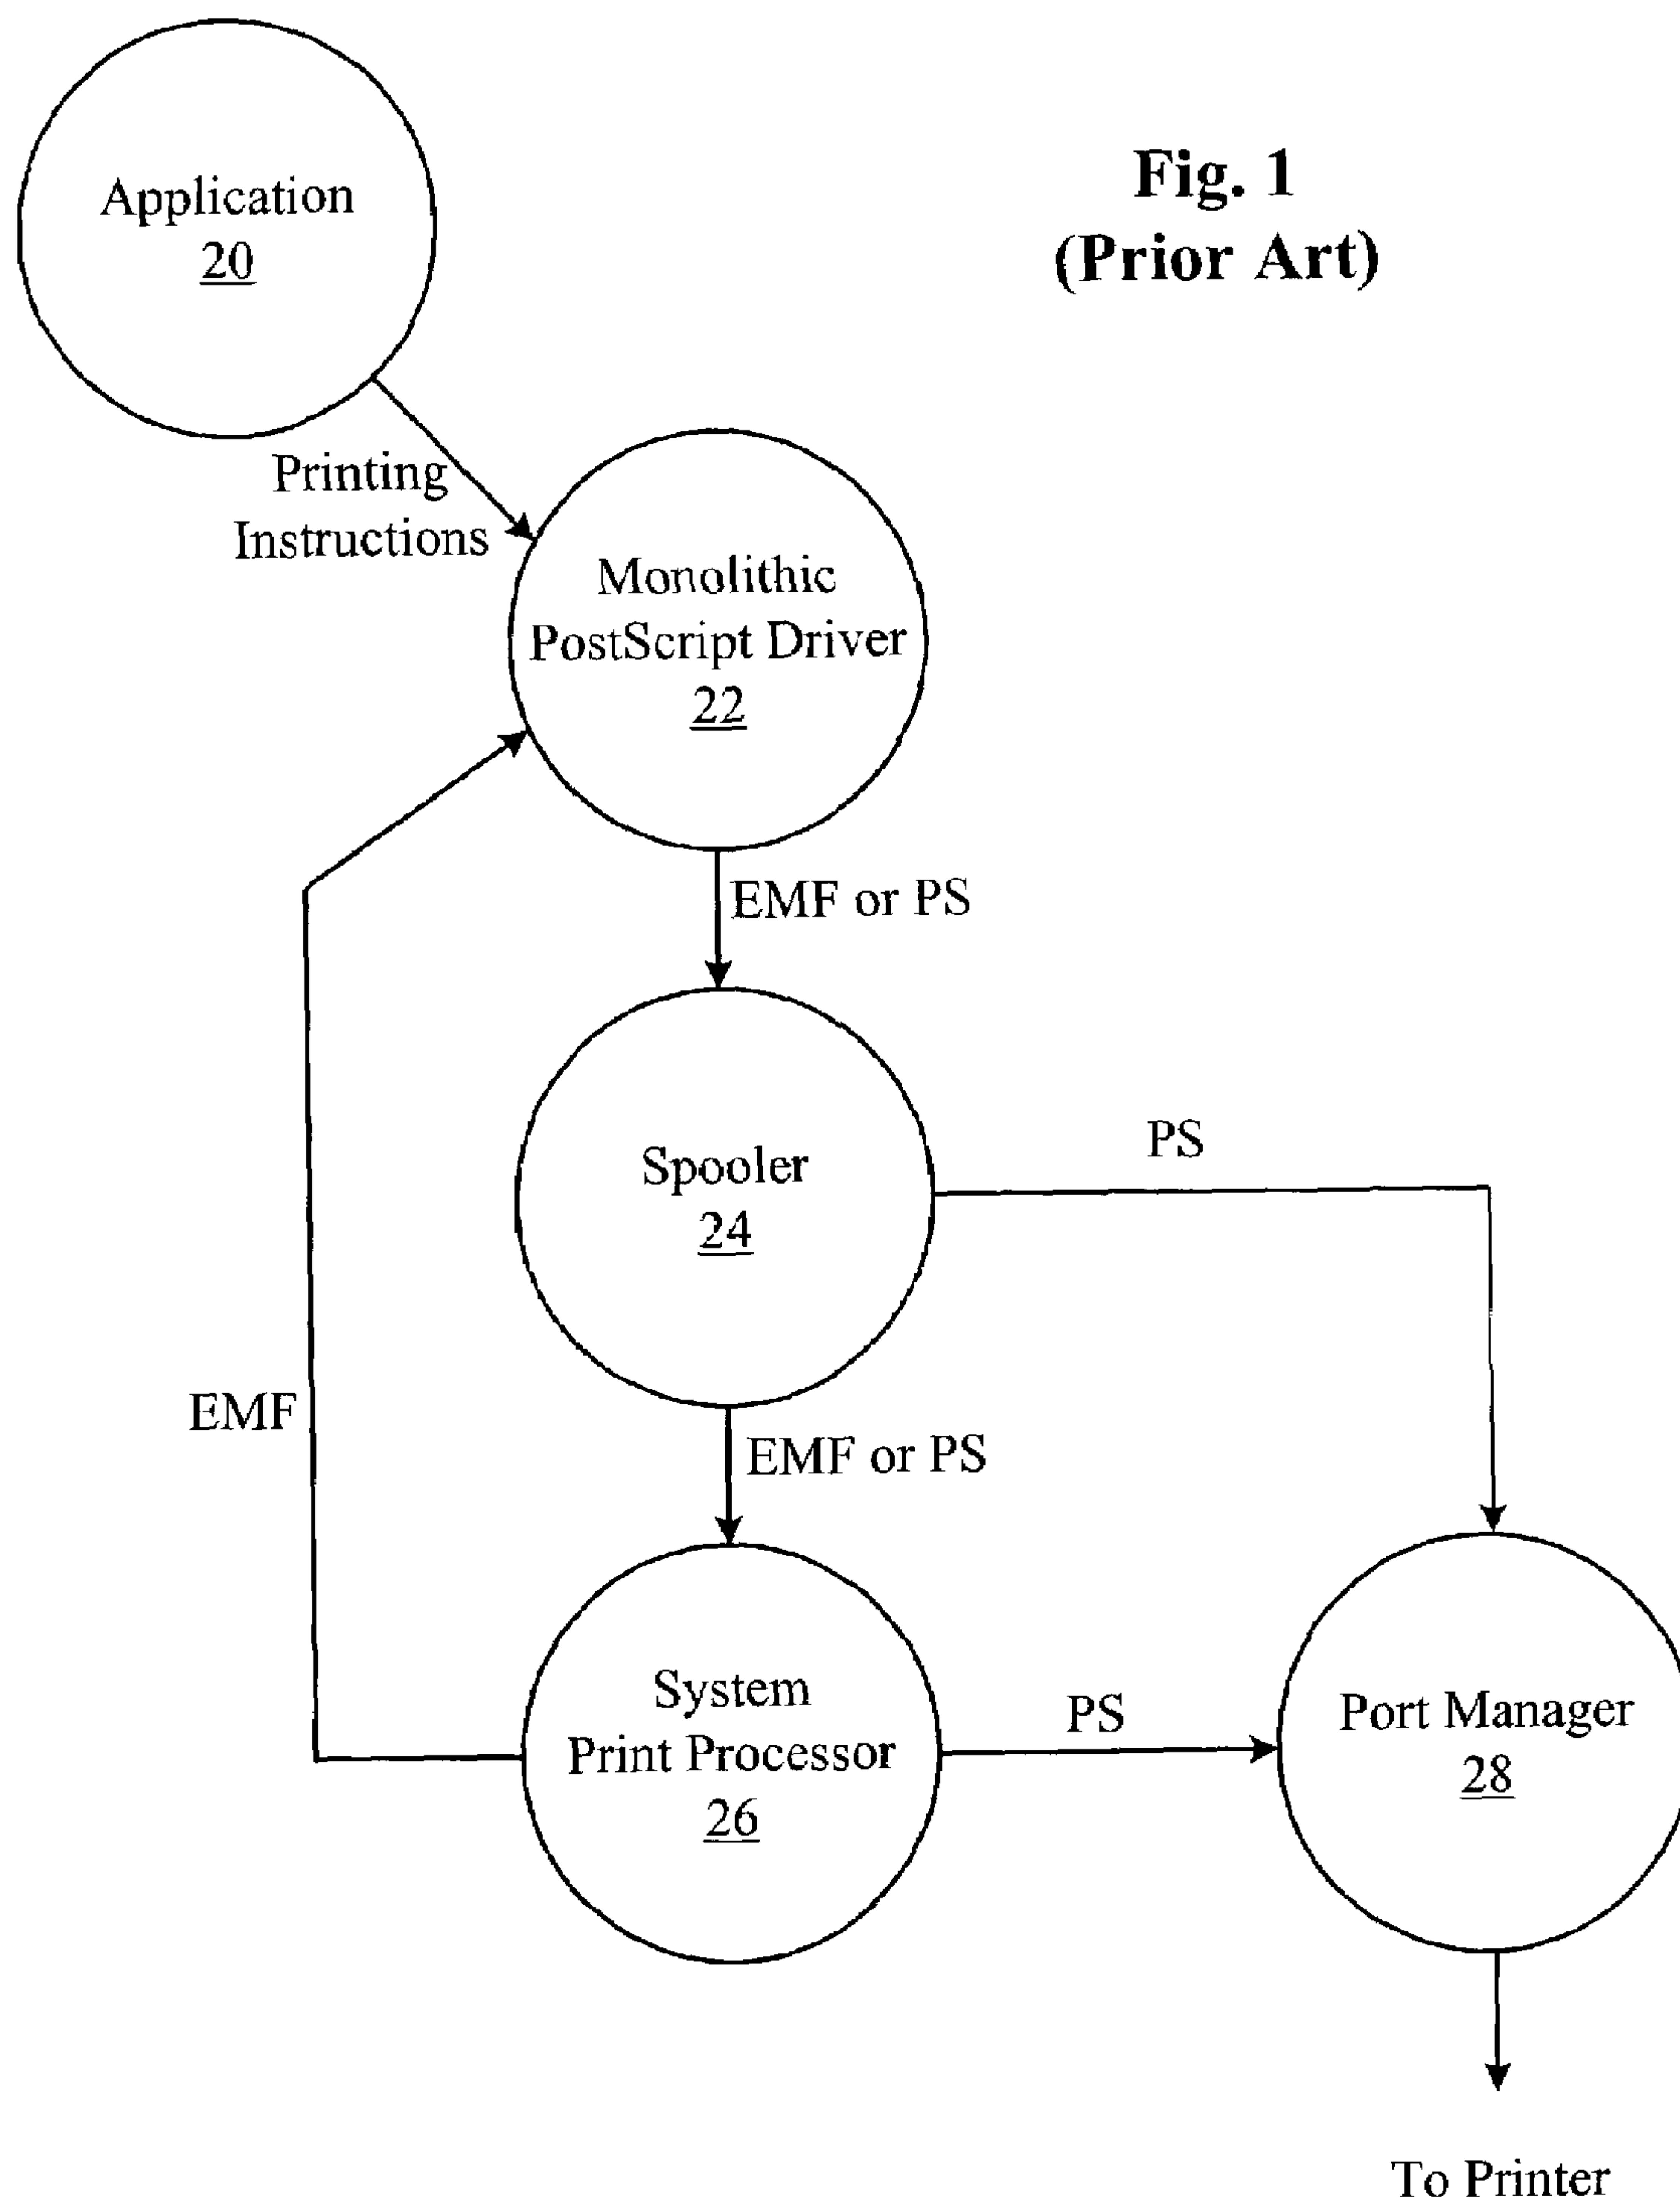 Application
20
Fig. 1
(Prior Art)
Printing
Instructions
Monolithic
PostScript Driver
22
EMF or PS
Spooler
24
PS
EMF
EMF or PS
System
Print Processor
26
PS
Port Manager
28
To Printer